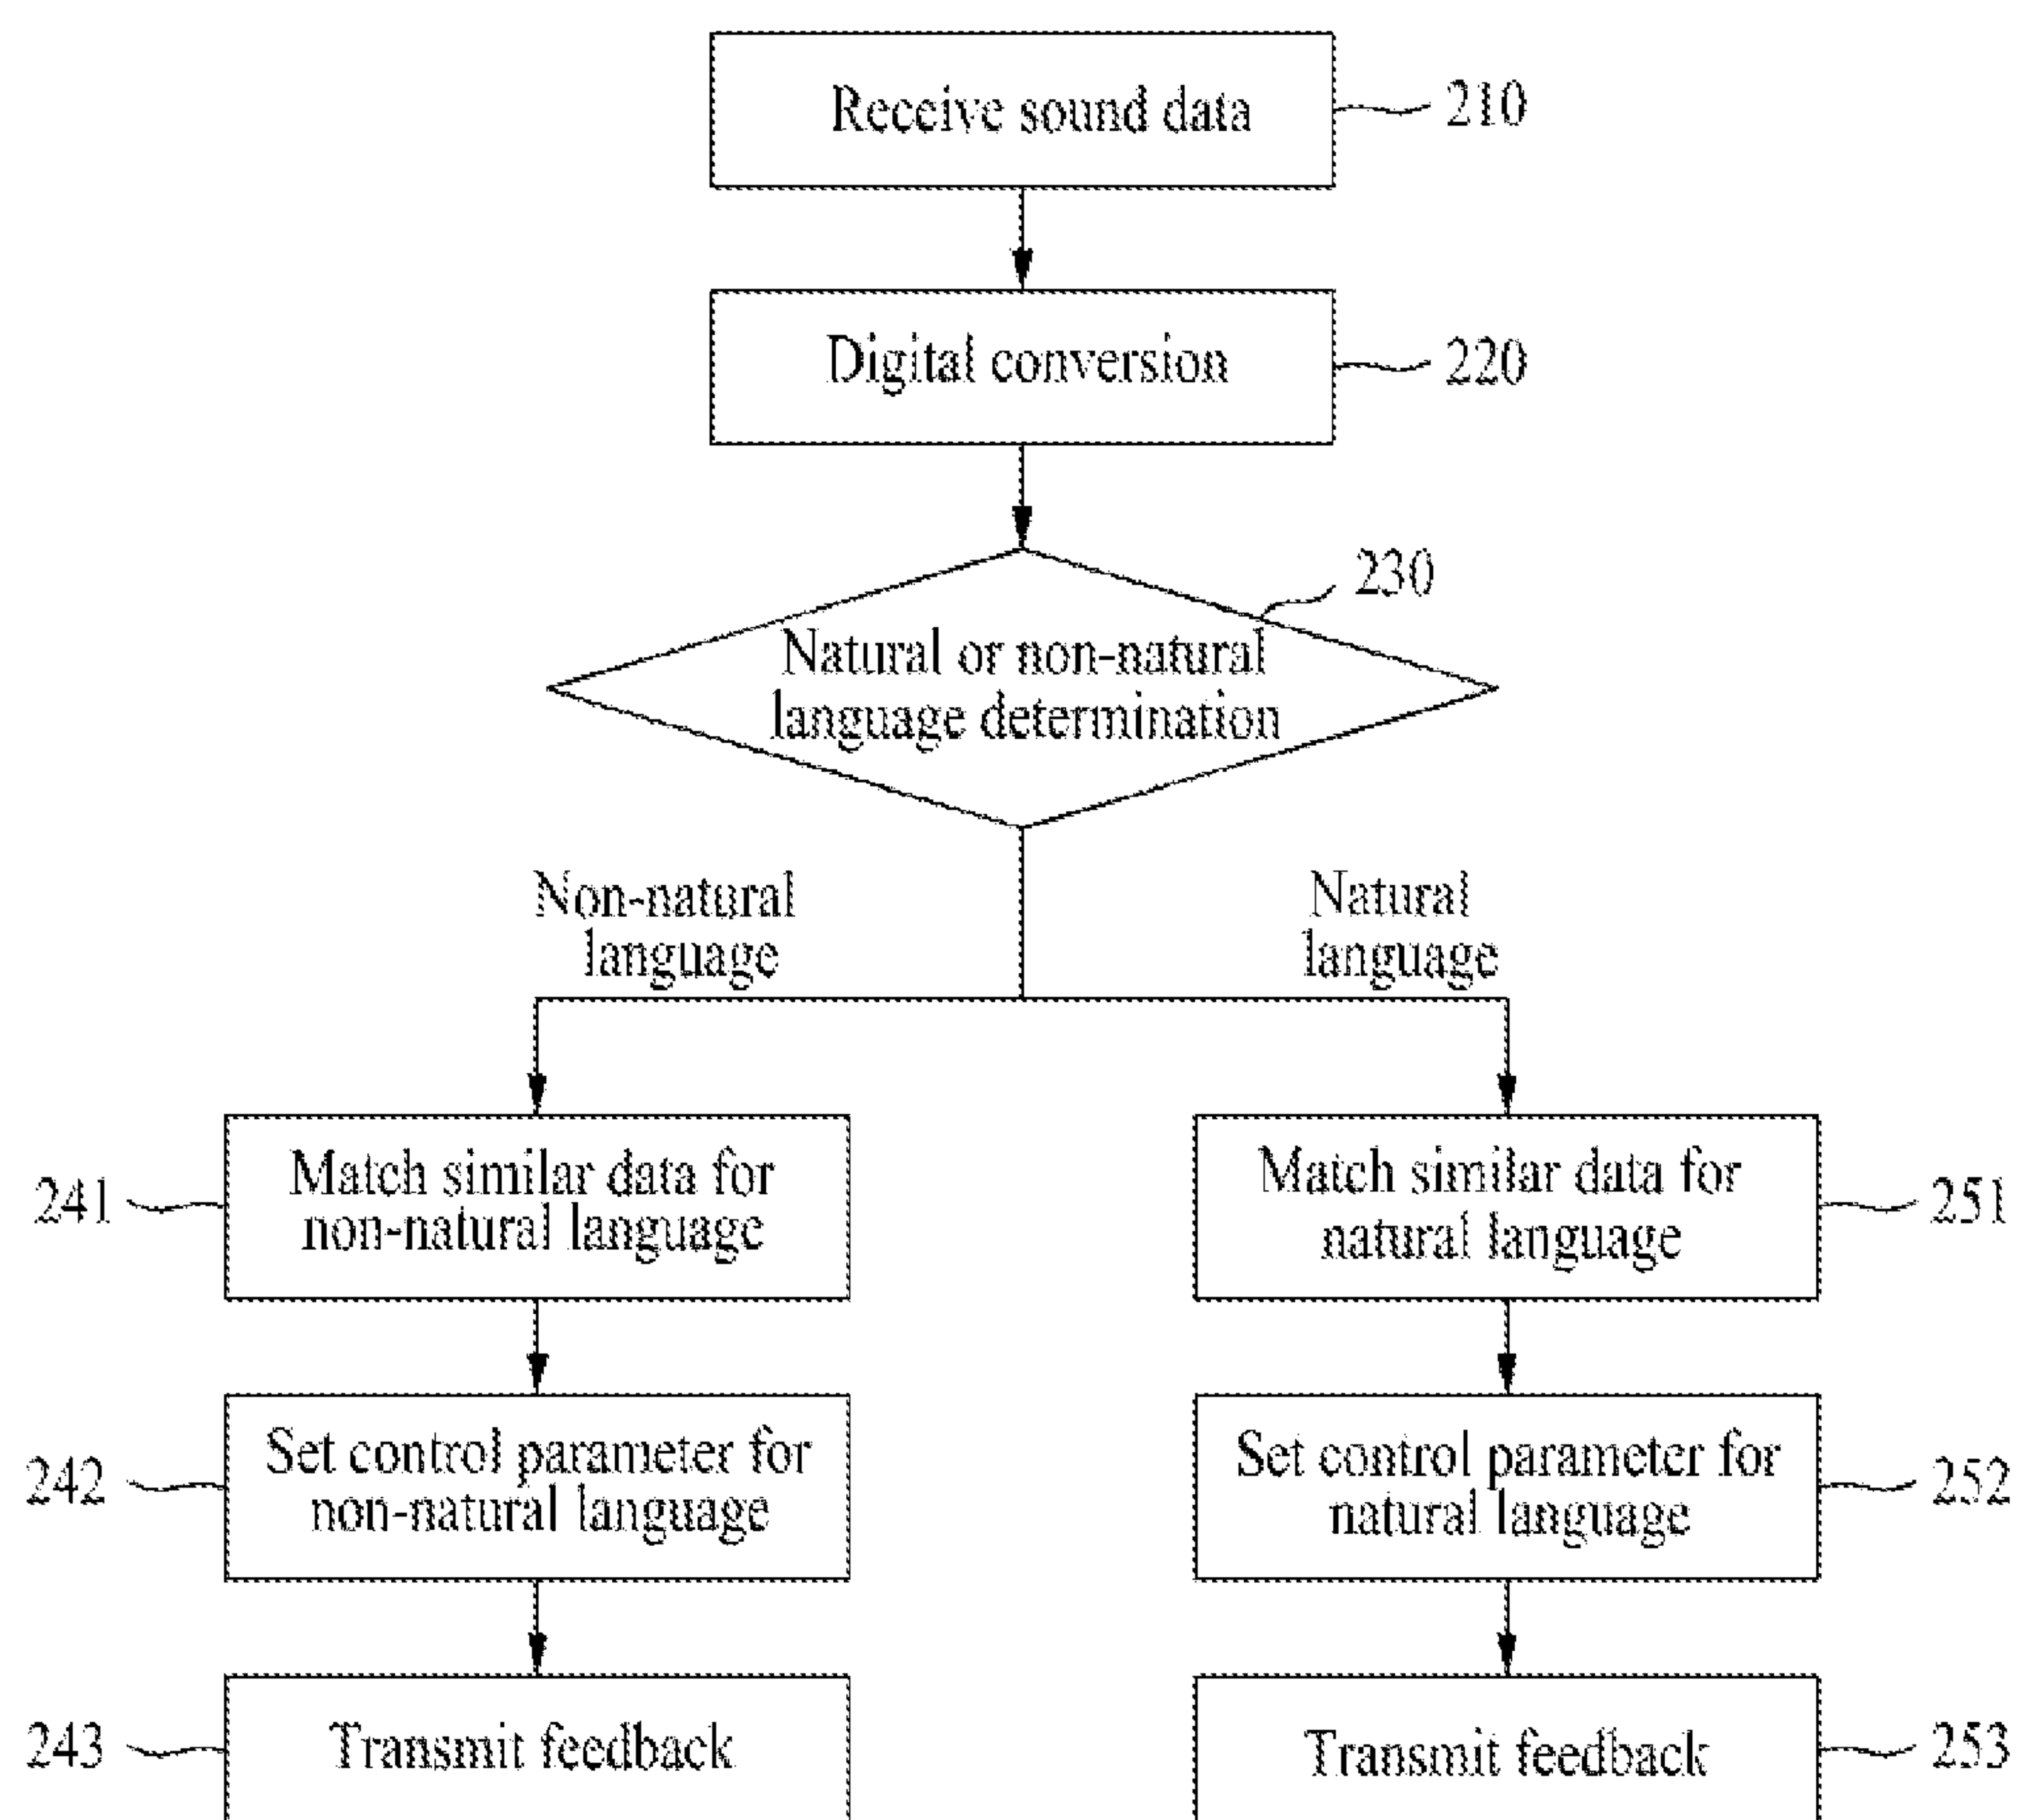 Receive sound data
210
Digital conversion
220
230
Natural or non-natural
language determination
Non-natural
language
Natural
language
241
Match similar data for
non-natural language
Match similar data for
natural language
251
242
Set control parameter for
non-natural language
Set control parameter for
natural language
252
243
Transmit feedback
Transmit feedback
253